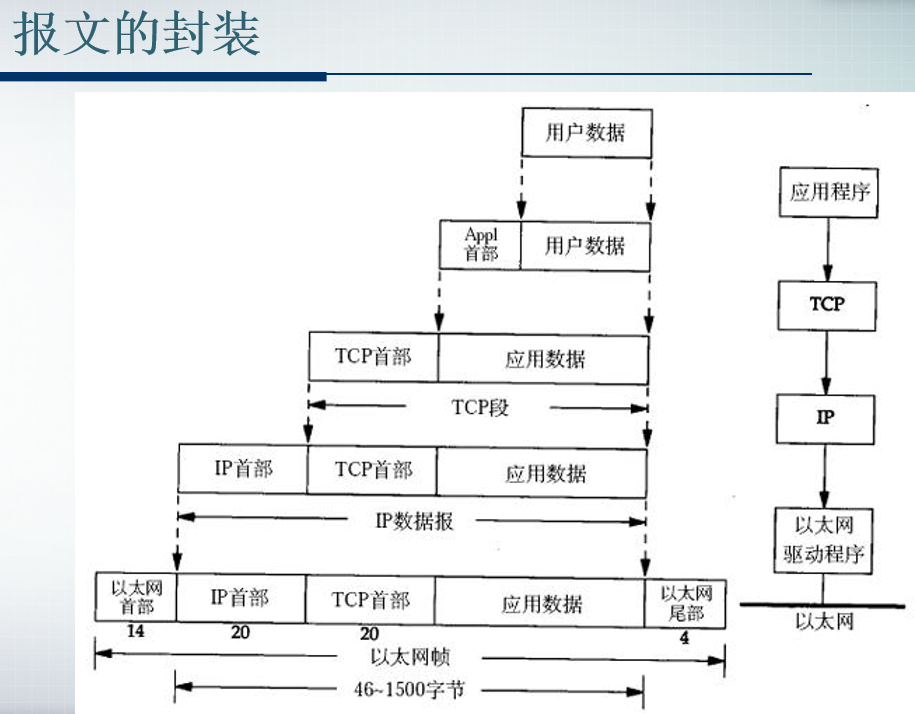 报文的封装
用户数据
Appl
首部
用户数据
TCP首部
应用数据
TCP段
IP首部
TCP首部
应用数据
IP数据报
以太网
首部
IP首部
TCP首部
应用数据
以太网
尾部
14
20
20
4
以太网帧
46~1500字节
应用程序
TCP
IP
以太网
驱动程序
以太网